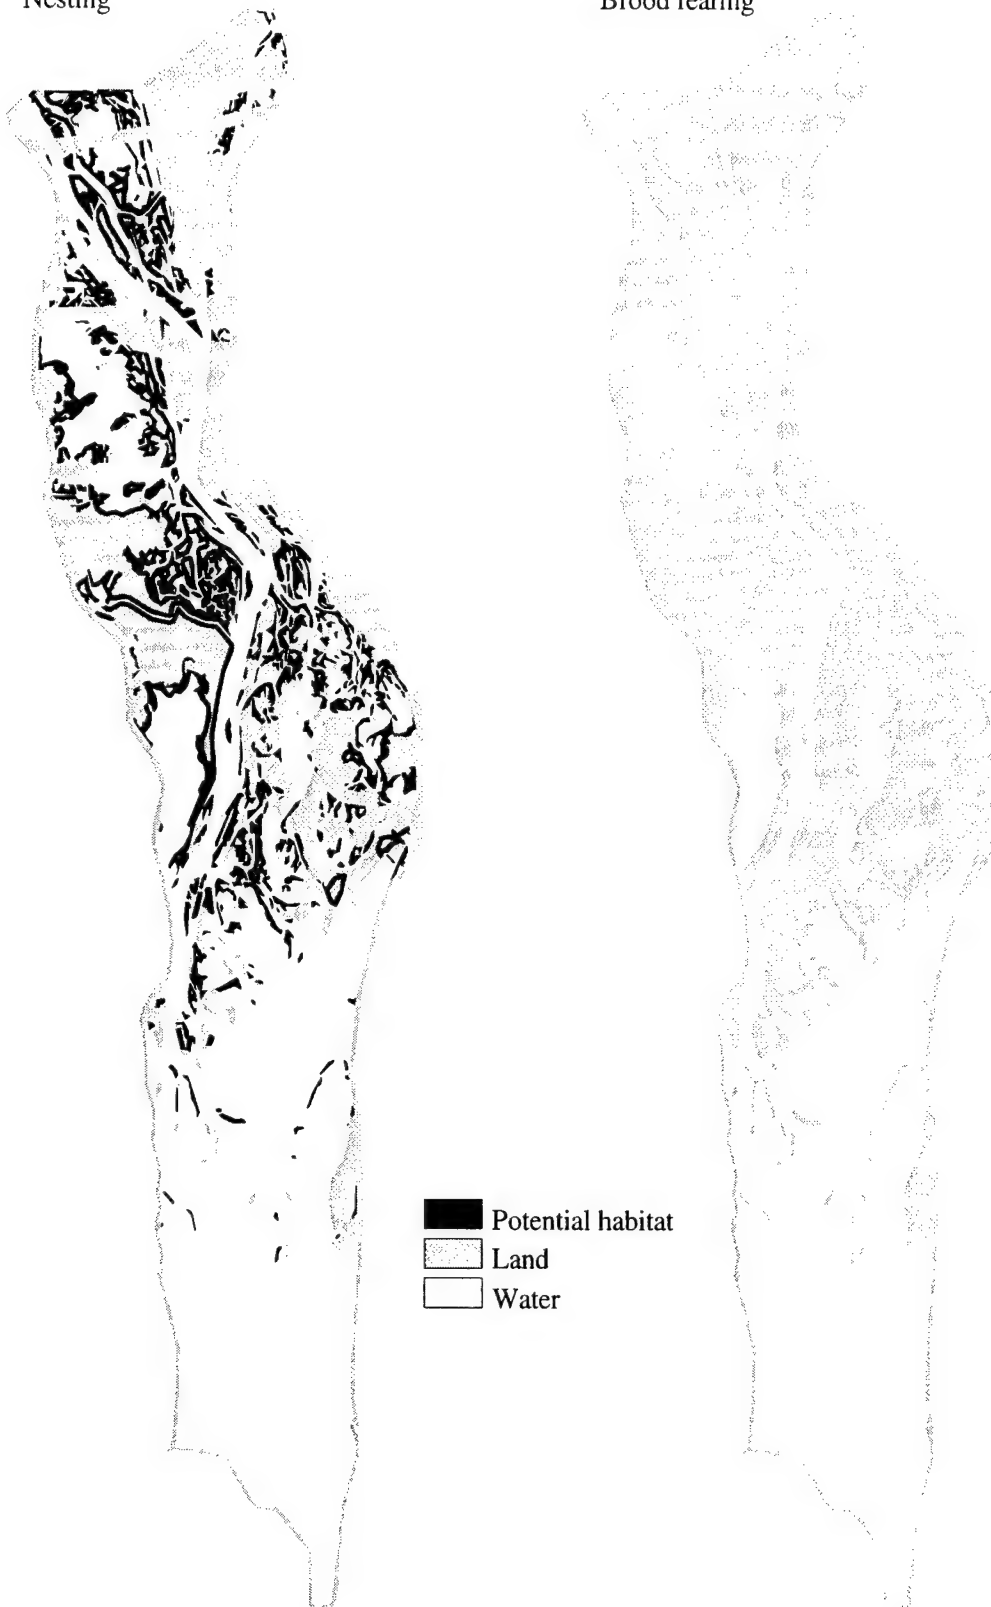 Nesting
Brood rearing
Potential habitat
Land
Water